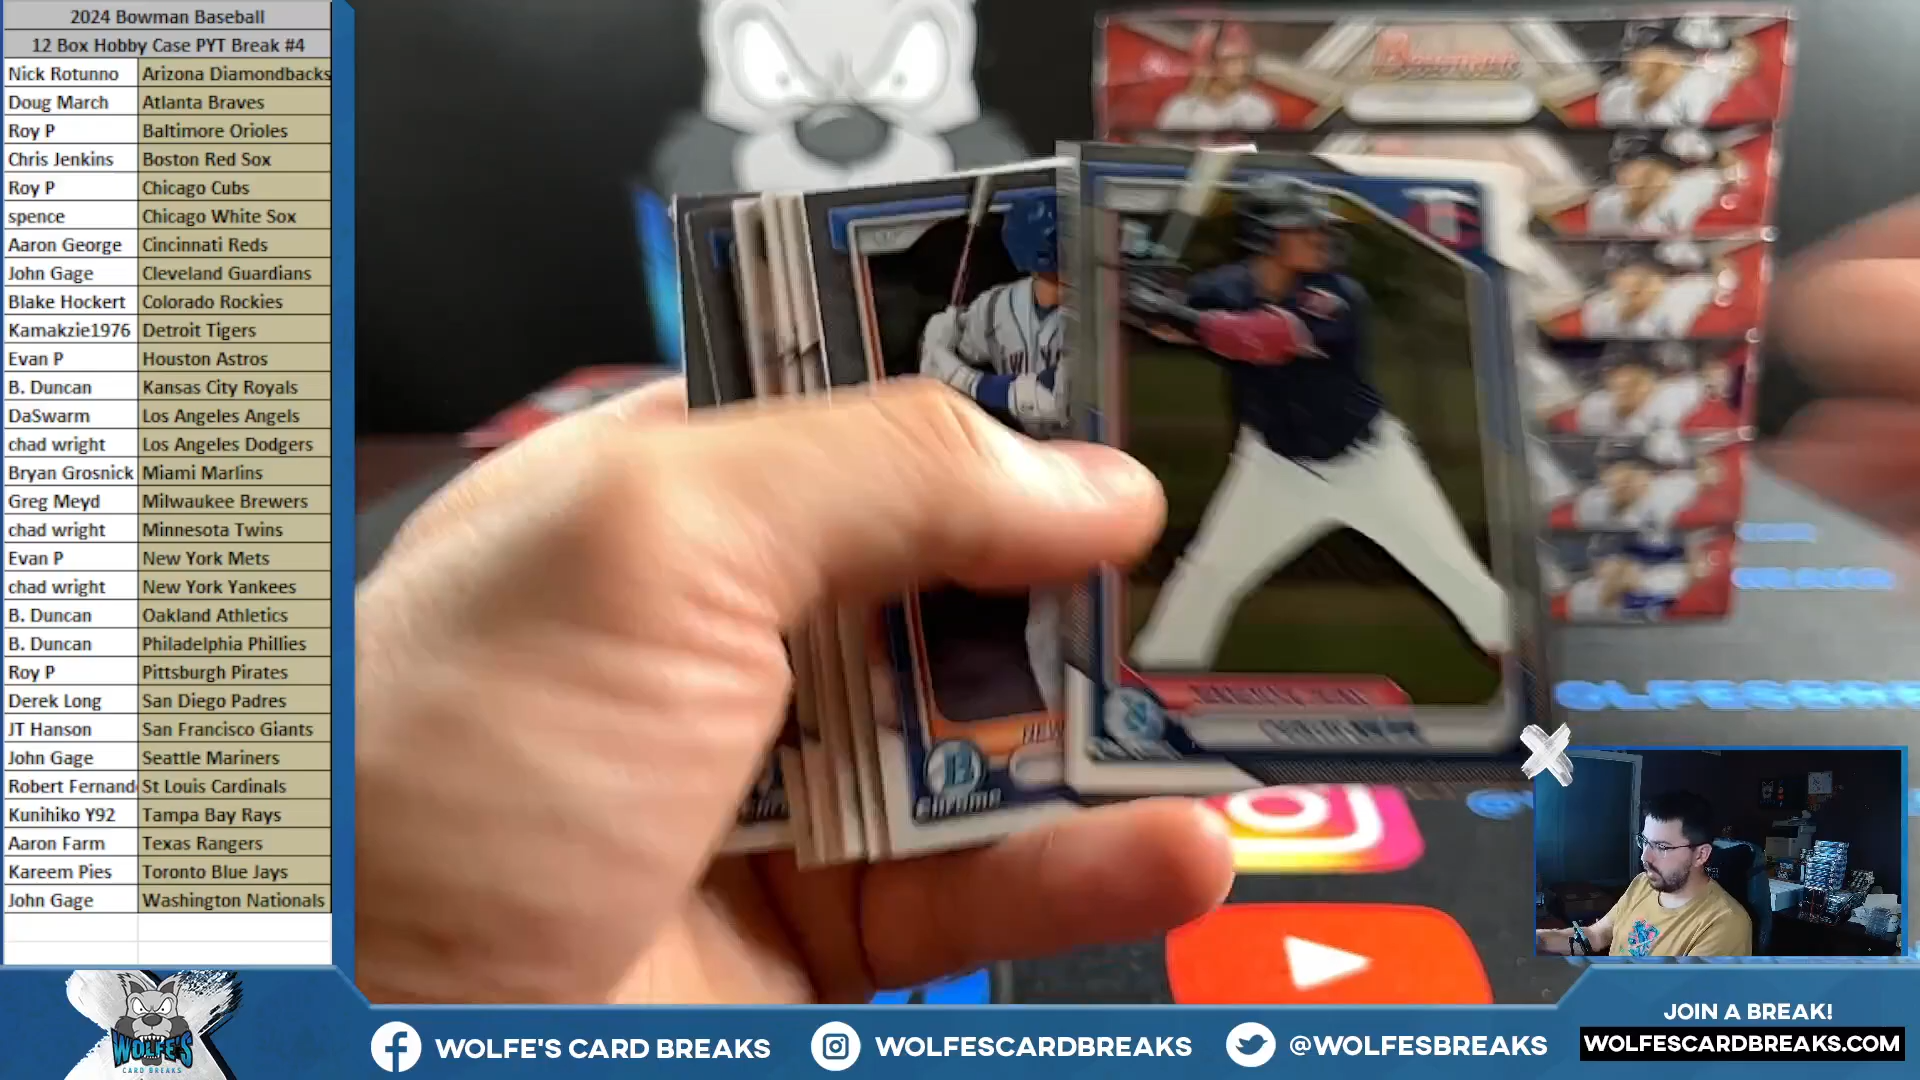 2024 Bowman Baseball
12 Box Hobby Case PYT Break #4
Nick Rotunno Arizona Diamondbacks
Doug March Atlanta Braves
Roy P Baltimore Orioles
Chris Jenkins Boston Red Sox
Roy P Chicago Cubs
spence Chicago White Sox
Aaron George Cincinnati Reds
John Gage Cleveland Guardians
Blake Hockert Colorado Rockies
Kamakzie1976 Detroit Tigers
Evan P Houston Astros
B. Duncan Kansas City Royals
DaSwarm Los Angeles Angels
chad wright Los Angeles Dodgers
Bryan Grosnick Miami Marlins
Greg Meyd Milwaukee Brewers
chad wright Minnesota Twins
Evan P New York Mets
chad wright New York Yankees
B. Duncan Oakland Athletics
B. Duncan Philadelphia Phillies
Roy P Pittsburgh Pirates
Derek Long San Diego Padres
JT Hanson San Francisco Giants
John Gage Seattle Mariners
Robert Fernand St Louis Cardinals
Kunihiko Y92 Tampa Bay Rays
Aaron Farm Texas Rangers
Kareem Pies Toronto Blue Jays
John Gage Washington Nationals
Bowman
NEW
Chrome
WOLFE'S
CARD BREAKS
WOLFE'S CARD BREAKS
WOLFESCARDBREAKS
@WOLFESBREAKS
JOIN A BREAK!
WOLFESCARDBREAKS.COM